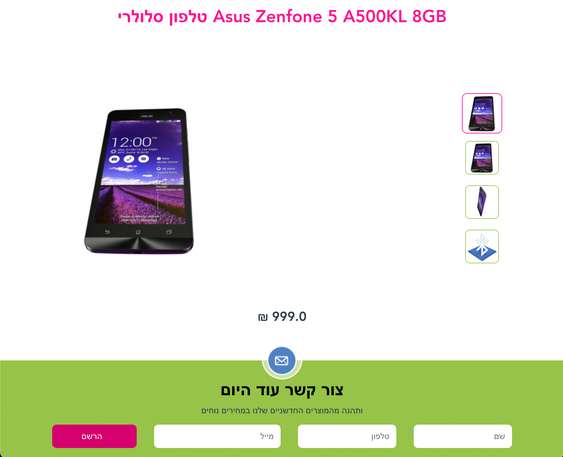 טלפון סלולרי Asus Zenfone 5 A500KL 8GB
ASUS
12:00
999.0 ₪
צור קשר עוד היום
ותהנה מהמוצרים החדשניים שלנו במחירים נוחים
שם
טלפון
מייל
הרשם